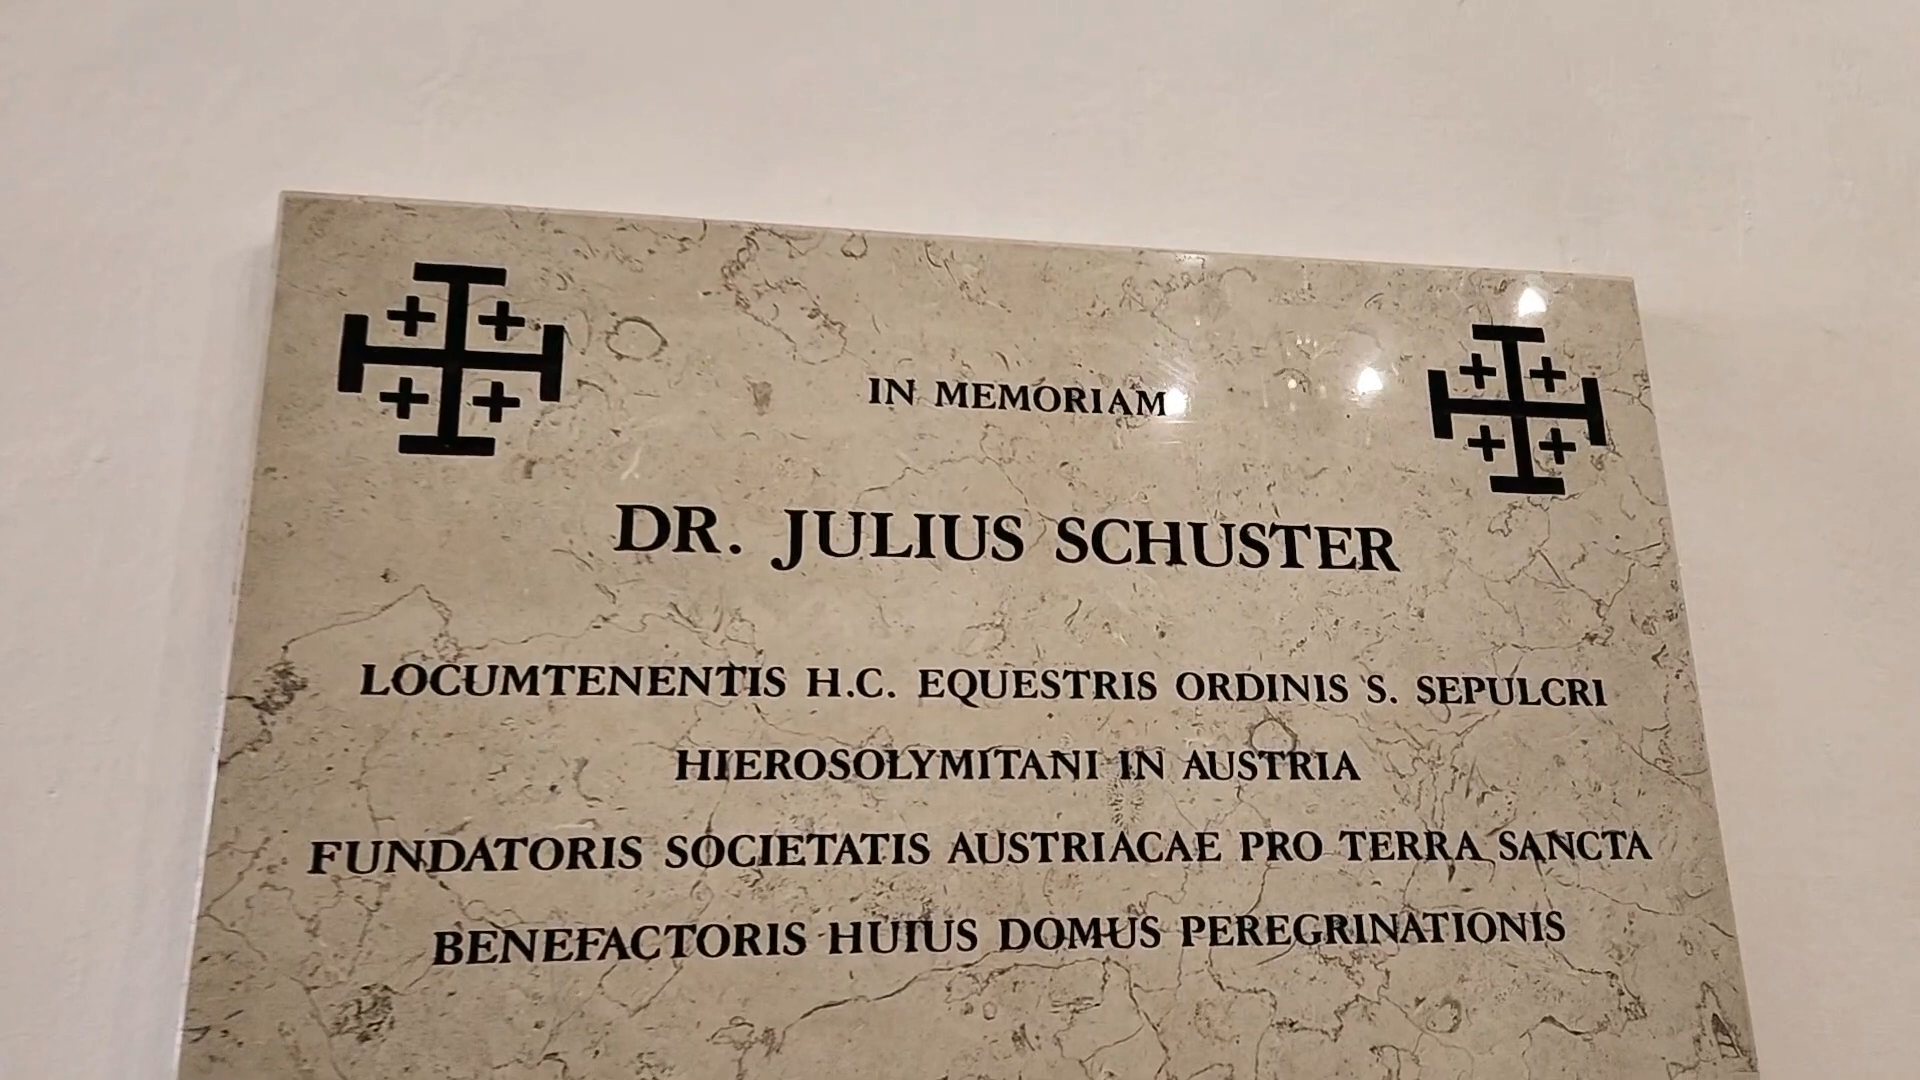 IN MEMORIAM
DR. JULIUS SCHUSTER
LOCUMTENENTIS H.C. EQUESTRIS ORDINIS S. SEPULCRI
HIEROSOLYMITANI IN AUSTRIA
FUNDATORIS SOCIETATIS AUSTRIACAE PRO TERRA SANCTA
BENEFACTORIS HUIUS DOMUS PEREGRINATIONIS